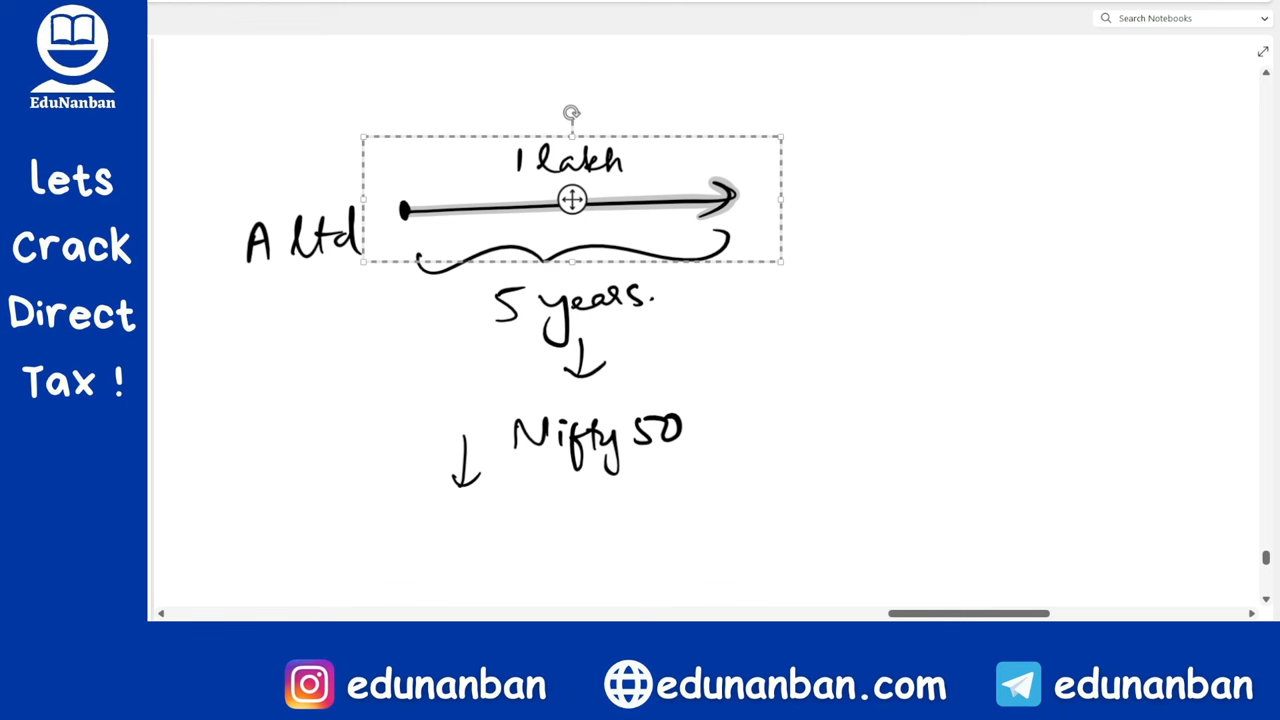 Search Notebooks
EduNanban
lets
Crack
Direct
Tax !
1 lakh
A ltd
5 years.
Nifty 50
edunanban
edunanban.com
edunanban